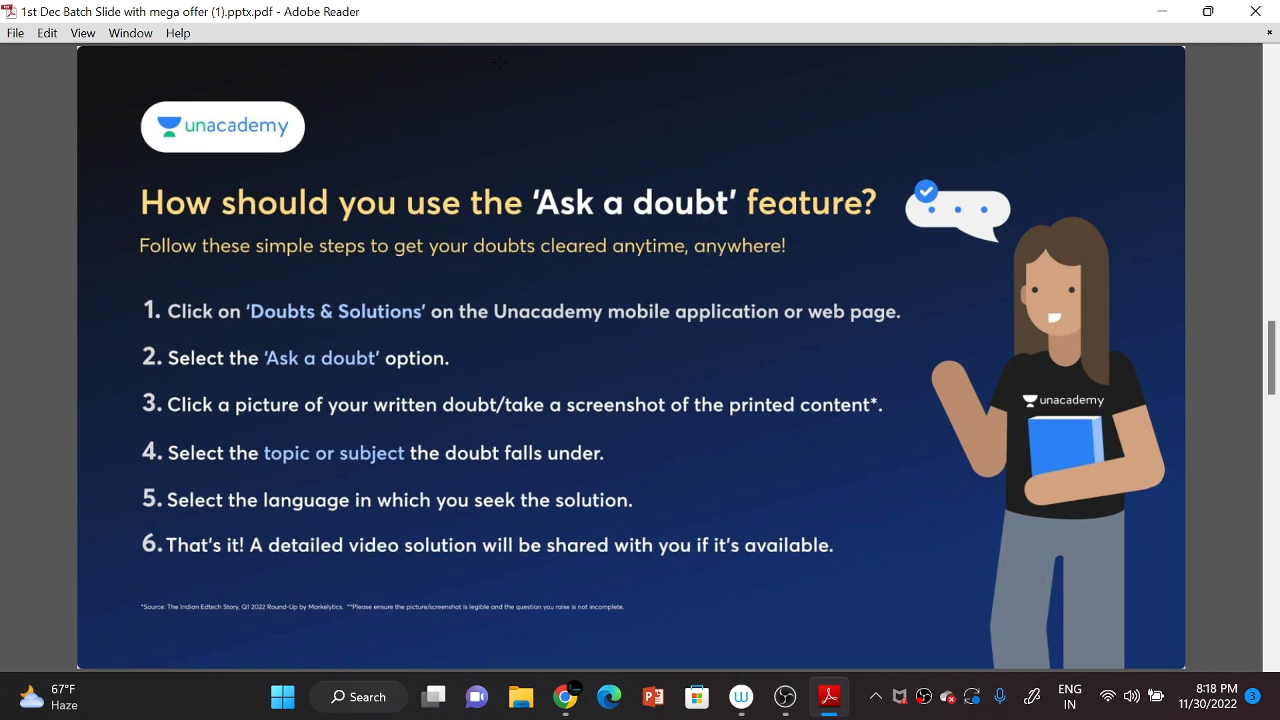 1st Dec Batch Slide with mega offer (1).pptx.pdf - Adobe Reader
File Edit View Window Help
unacademy
How should you use the ‘Ask a doubt’ feature?
Follow these simple steps to get your doubts cleared anytime, anywhere!
1. Click on ‘Doubts & Solutions’ on the Unacademy mobile application or web page.
2. Select the ‘Ask a doubt’ option.
3. Click a picture of your written doubt/take a screenshot of the printed content*.
4. Select the topic or subject the doubt falls under.
5. Select the language in which you seek the solution.
6. That's it! A detailed video solution will be shared with you if it's available.
unacademy
*Source: The Indian Edtech Story, Q1 2022 Round-Up by Markelytics. **Please ensure the picture/screenshot is legible and the question you raise is not incomplete.
67°F
Haze
Search
ENG
IN
8:18 PM
11/30/2022
3